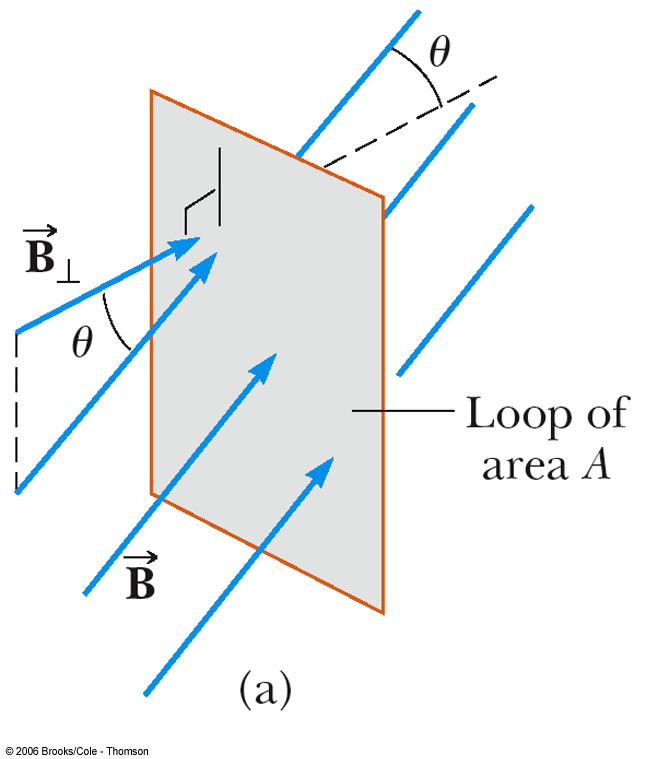 θ
B⊥
θ
Loop of
area A
B
(a)
© 2006 Brooks/Cole - Thomson